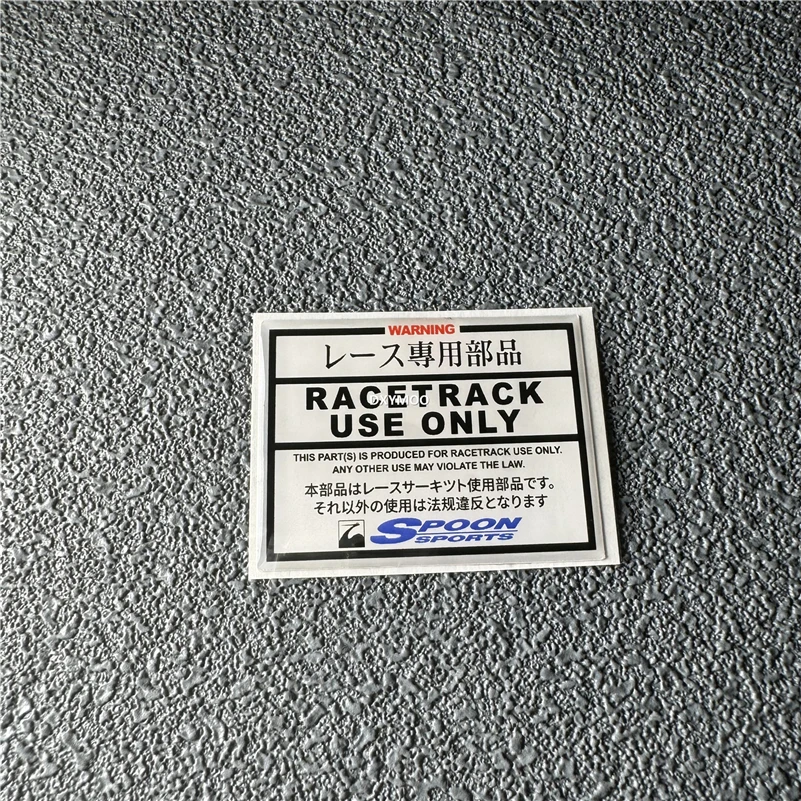 WARNING
レース專用部品
RACETRACK
DXYMOO
USE ONLY
THIS PART(S) IS PRODUCED FOR RACETRACK USE ONLY.
ANY OTHER USE MAY VIOLATE THE LAW.
本部品はレースサーキツト使用部品です。
それ以外の使用は法規違反となります
SPOON
SPORTS